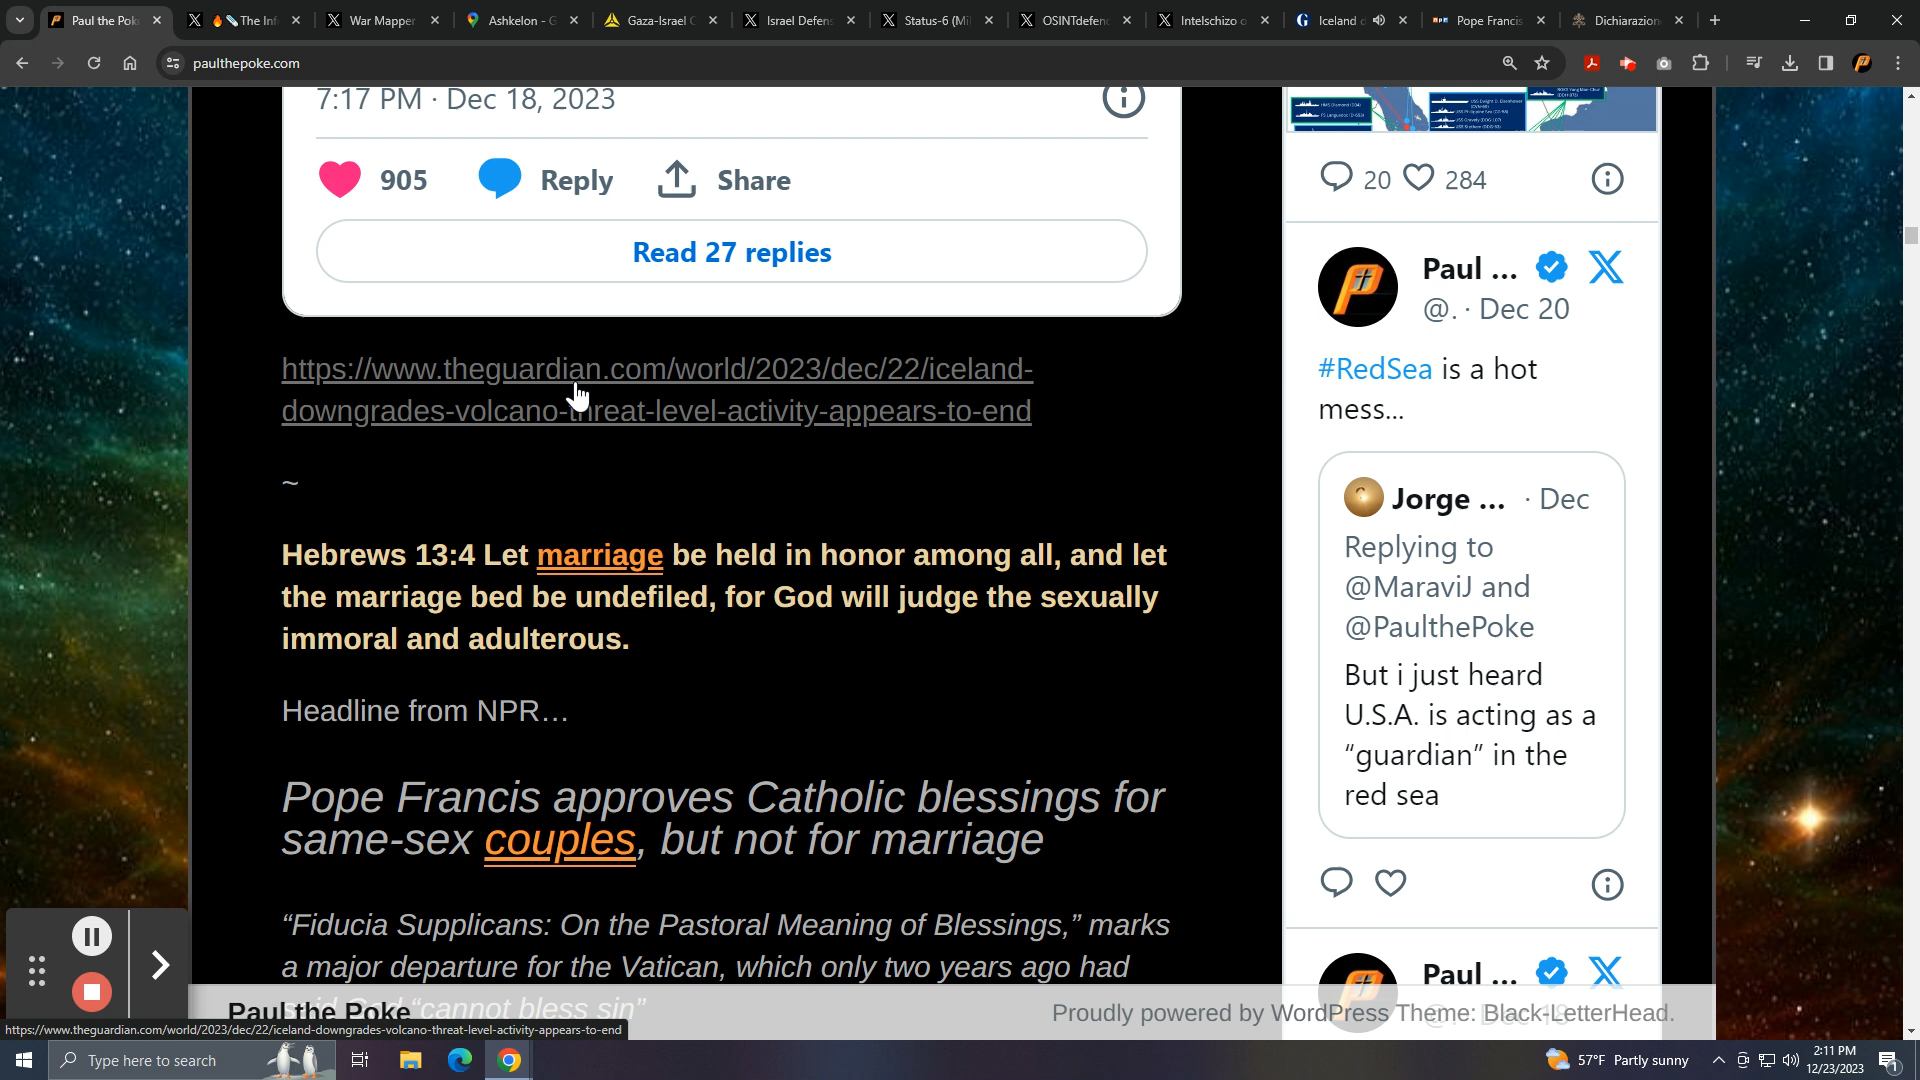 Paul the Pok
The Inf
War Mapper
Ashkelon - G
Gaza-Israel C
Israel Defens
Status-6 (Mil
OSINTdefend
Intelschizo o
Iceland d
Pope Francis
Dichiarazion
paulthepoke.com
7:17 PM · Dec 18, 2023
905 Reply Share
Read 27 replies
https://www.theguardian.com/world/2023/dec/22/iceland-
downgrades-volcano-threat-level-activity-appears-to-end
~
Hebrews 13:4 Let marriage be held in honor among all, and let
the marriage bed be undefiled, for God will judge the sexually
immoral and adulterous.
Headline from NPR…
Pope Francis approves Catholic blessings for
same-sex couples, but not for marriage
“Fiducia Supplicans: On the Pastoral Meaning of Blessings,” marks
a major departure for the Vatican, which only two years ago had
said God “cannot bless sin”
20 284
Paul ...
@. · Dec 20
#RedSea is a hot
mess...
Jorge ... · Dec
Replying to
@MaraviJ and
@PaulthePoke
But i just heard
U.S.A. is acting as a
“guardian” in the
red sea
Paul ...
@. · Dec 18
Paul the Poke
Proudly powered by WordPress Theme: Black-LetterHead.
https://www.theguardian.com/world/2023/dec/22/iceland-downgrades-volcano-threat-level-activity-appears-to-end
Type here to search
57°F Partly sunny
2:11 PM
12/23/2023
1